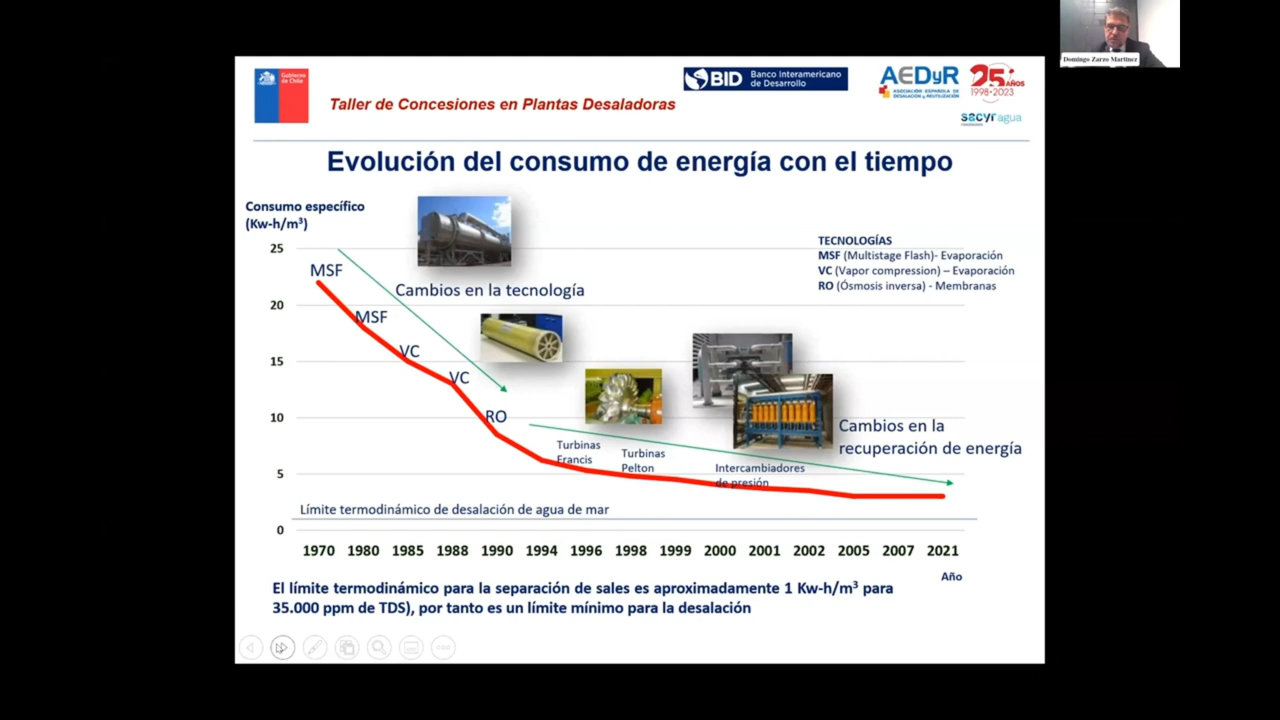 Domingo Zarzo Martínez
Gobierno
de Chile
Taller de Concesiones en Plantas Desaladoras
BID
Banco Interamericano
de Desarrollo
AEDyR
ASOCIACIÓN ESPAÑOLA
DE DESALACIÓN Y REUTILIZACIÓN
25 AÑOS
1998-2023
sacyr agua
Evolución del consumo de energía con el tiempo
Consumo específico
(Kw-h/m³)
TECNOLOGÍAS
MSF (Multistage Flash)- Evaporación
VC (Vapor compression) – Evaporación
RO (Ósmosis inversa) - Membranas
25
MSF
Cambios en la tecnología
20
MSF
VC
15
VC
10
RO
Cambios en la
recuperación de energía
Turbinas
Francis
Turbinas
Pelton
Intercambiadores
de presión
5
Límite termodinámico de desalación de agua de mar
0
1970 1980 1985 1988 1990 1994 1996 1998 1999 2000 2001 2002 2005 2007 2021
Año
El límite termodinámico para la separación de sales es aproximadamente 1 Kw-h/m³ para
35.000 ppm de TDS), por tanto es un límite mínimo para la desalación